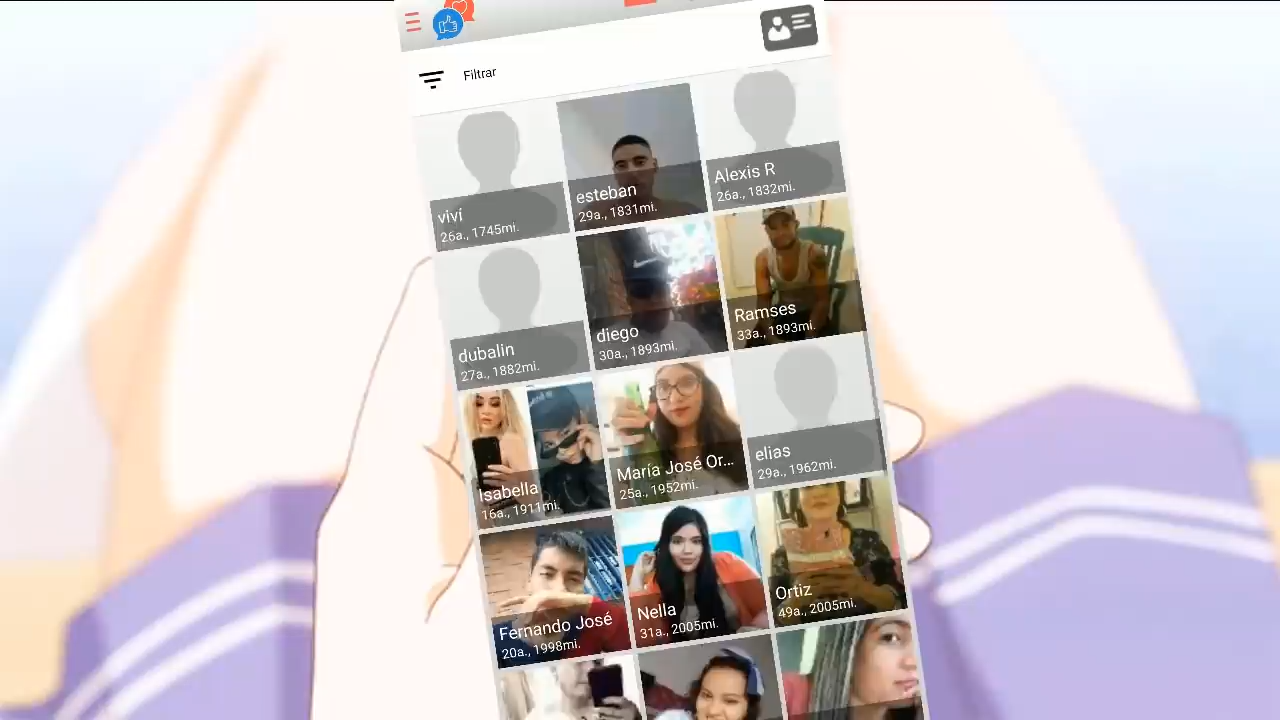 Filtrar
vivi
26a., 1745mi.
esteban
29a., 1831mi.
Alexis R
26a., 1832mi.
dubalin
27a., 1882mi.
diego
30a., 1893mi.
Ramses
33a., 1893mi.
Isabella
16a., 1911mi.
María José Or...
25a., 1952mi.
elias
29a., 1962mi.
Fernando José
20a., 1998mi.
Nella
31a., 2005mi.
Ortiz
49a., 2005mi.